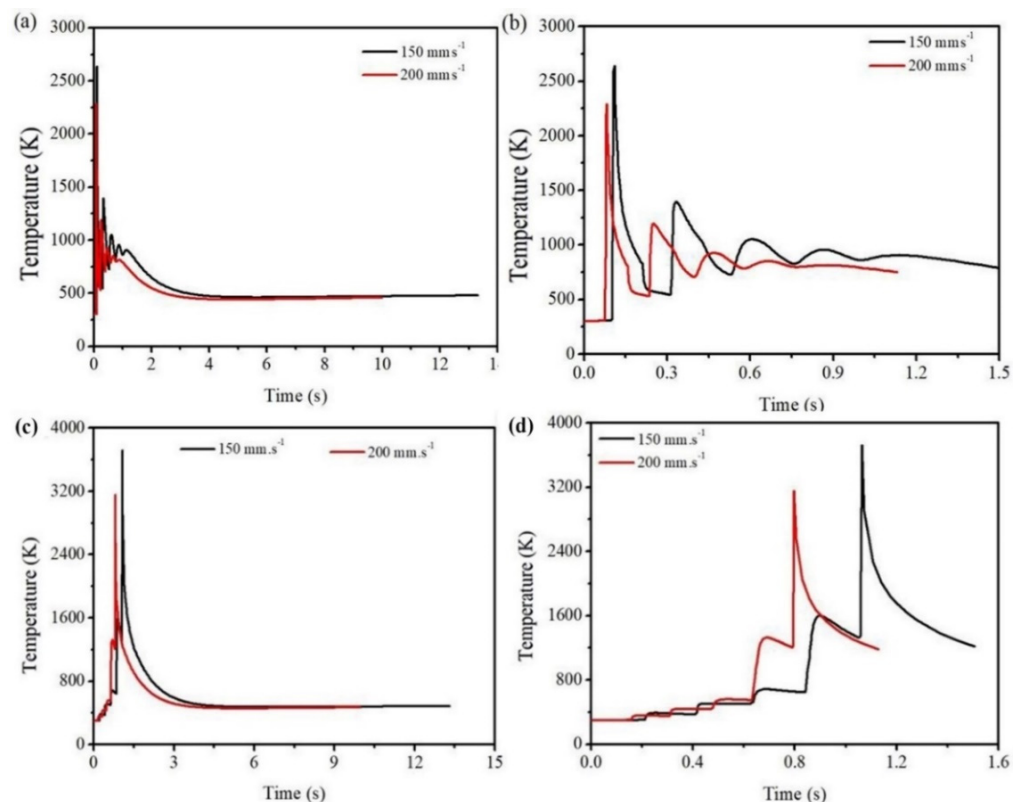 (a)
3000
2500
2000
1500
1000
500
0
Temperature (K)
150 mms⁻¹
200 mms⁻¹
0 2 4 6 8 10 12 1
Time (s)
(b)
3000
2500
2000
1500
1000
500
0
Temperature (K)
150 mms⁻¹
200 mms⁻¹
0.0 0.3 0.6 0.9 1.2 1.5
Time (s)
(c)
4000
3200
2400
1600
800
0
Temperature (K)
150 mm.s⁻¹ 200 mm.s⁻¹
0 3 6 9 12 15
Time (s)
(d)
4000
3200
2400
1600
800
0
Temperature (K)
150 mm.s⁻¹
200 mm.s⁻¹
0.0 0.4 0.8 1.2 1.6
Time (s)